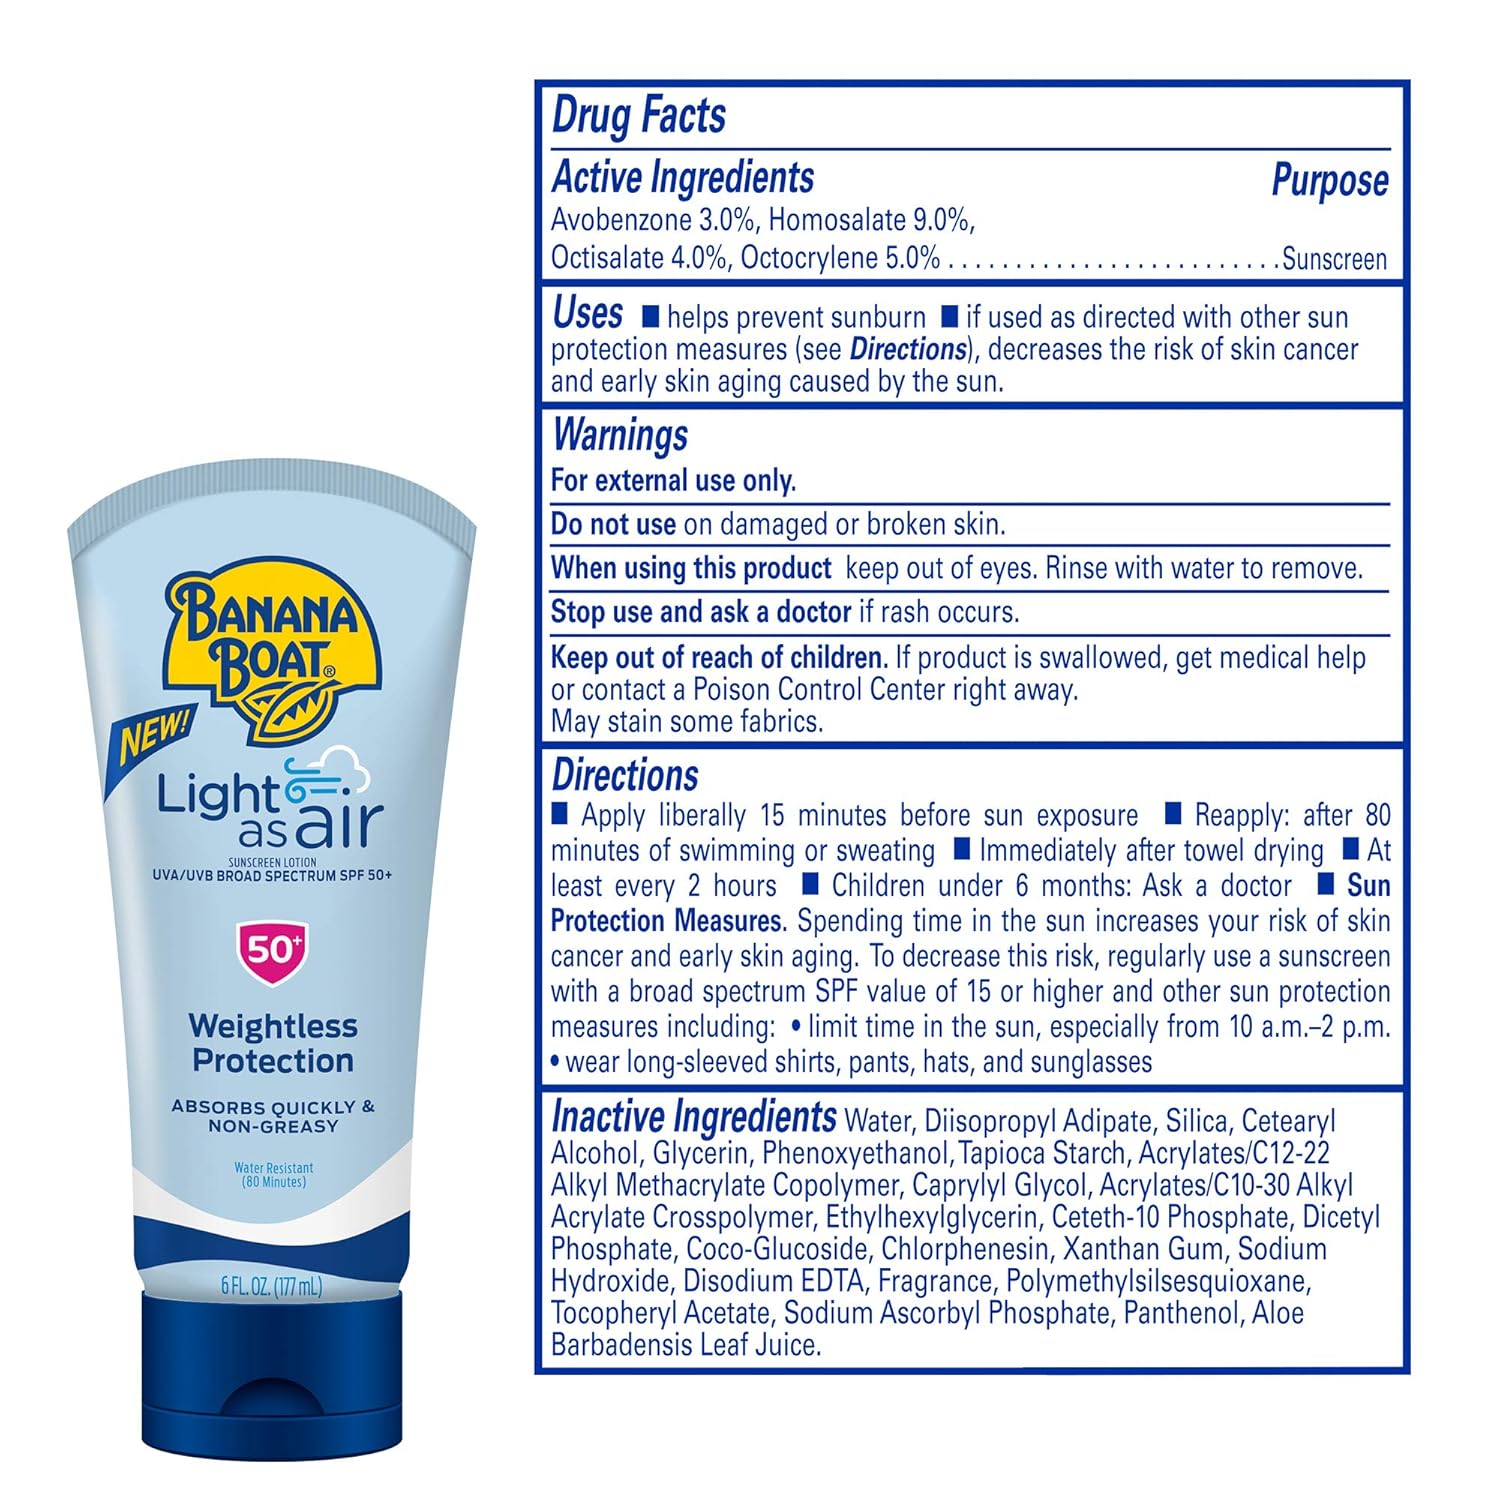 BANANA
BOAT®
NEW!
Light
as air
SUNSCREEN LOTION
UVA/UVB BROAD SPECTRUM SPF 50+
50+
Weightless
Protection
ABSORBS QUICKLY &
NON-GREASY
Water Resistant
(80 Minutes)
6 FL. OZ. (177 mL)
Drug Facts
Active Ingredients Purpose
Avobenzone 3.0%, Homosalate 9.0%,
Octisalate 4.0%, Octocrylene 5.0% . . . . . . . . . . . . . . . . . . . . . . . . . Sunscreen
Uses ■ helps prevent sunburn ■ if used as directed with other sun
protection measures (see Directions), decreases the risk of skin cancer
and early skin aging caused by the sun.
Warnings
For external use only.
Do not use on damaged or broken skin.
When using this product keep out of eyes. Rinse with water to remove.
Stop use and ask a doctor if rash occurs.
Keep out of reach of children. If product is swallowed, get medical help
or contact a Poison Control Center right away.
May stain some fabrics.
Directions
■ Apply liberally 15 minutes before sun exposure ■ Reapply: after 80
minutes of swimming or sweating ■ Immediately after towel drying ■ At
least every 2 hours ■ Children under 6 months: Ask a doctor ■ Sun
Protection Measures. Spending time in the sun increases your risk of skin
cancer and early skin aging. To decrease this risk, regularly use a sunscreen
with a broad spectrum SPF value of 15 or higher and other sun protection
measures including: • limit time in the sun, especially from 10 a.m.–2 p.m.
• wear long-sleeved shirts, pants, hats, and sunglasses
Inactive Ingredients Water, Diisopropyl Adipate, Silica, Cetearyl
Alcohol, Glycerin, Phenoxyethanol, Tapioca Starch, Acrylates/C12-22
Alkyl Methacrylate Copolymer, Caprylyl Glycol, Acrylates/C10-30 Alkyl
Acrylate Crosspolymer, Ethylhexylglycerin, Ceteth-10 Phosphate, Dicetyl
Phosphate, Coco-Glucoside, Chlorphenesin, Xanthan Gum, Sodium
Hydroxide, Disodium EDTA, Fragrance, Polymethylsilsesquioxane,
Tocopheryl Acetate, Sodium Ascorbyl Phosphate, Panthenol, Aloe
Barbadensis Leaf Juice.